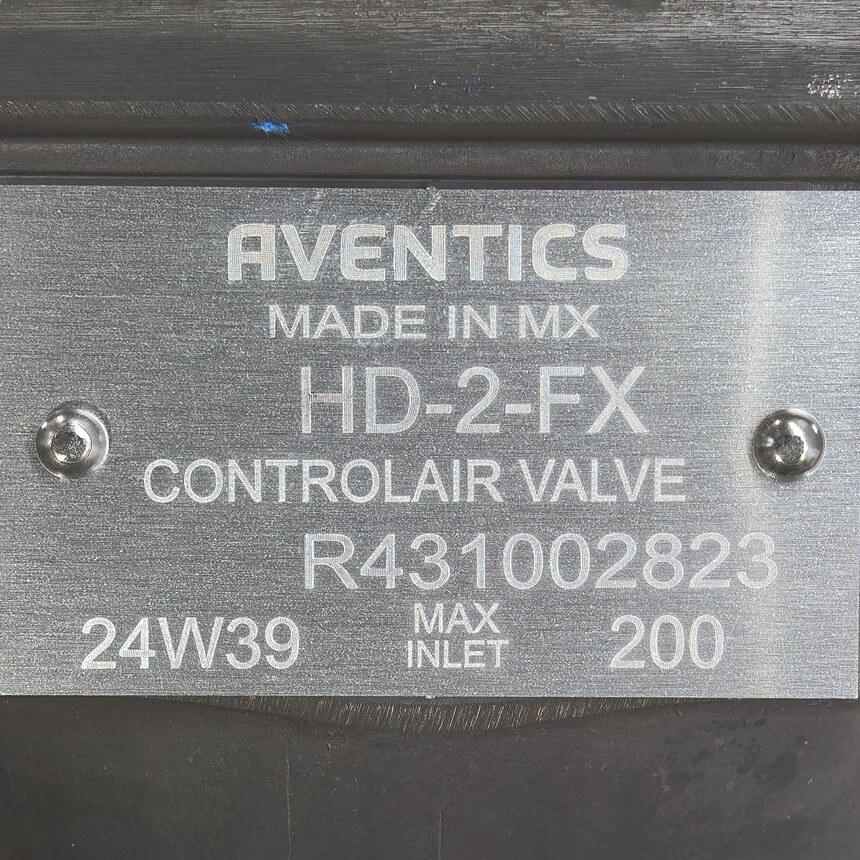 AVENTICS
MADE IN MX
HD-2-FX
CONTROLAIR VALVE
R431002823
24W39 MAX INLET 200